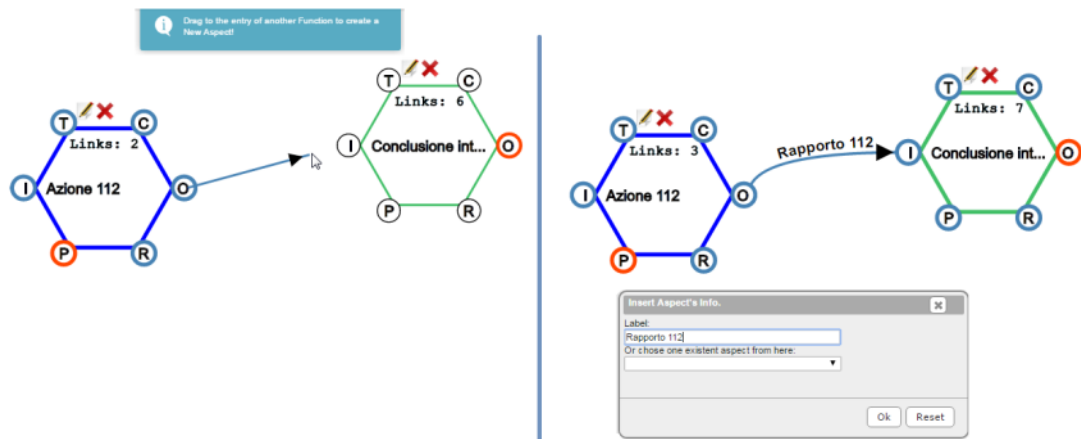 Drag to the entry of another Function to create a
New Aspect!
T
C
Links: 6
I
Conclusione int...
O
P
R
T
C
Links: 2
I
Azione 112
O
P
R
T
C
Links: 7
I
Conclusione int...
O
P
R
T
C
Links: 3
I
Azione 112
O
P
R
Rapporto 112
Insert Aspect's Info.
Label:
Rapporto 112
Or chose one existent aspect from here:
Ok
Reset